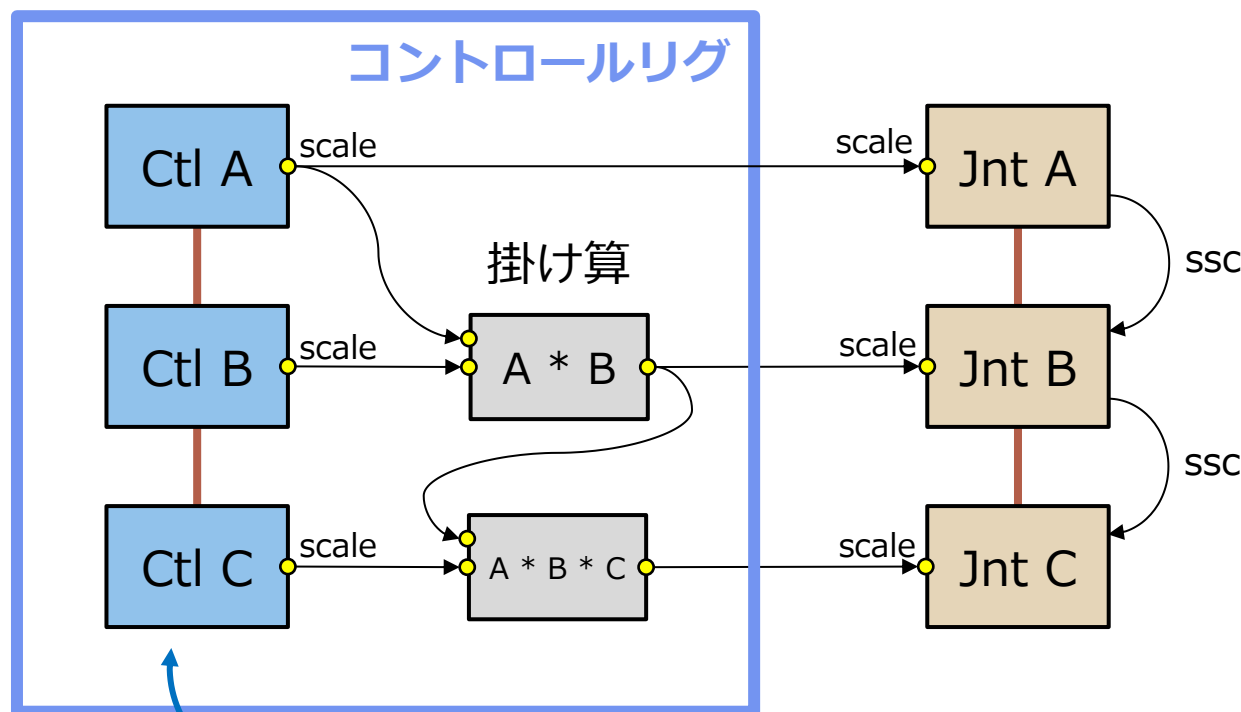 コントロールリグ
Ctl A
scale
scale
Jnt A
ssc
掛け算
Ctl B
scale
A * B
scale
Jnt B
ssc
Ctl C
scale
A * B * C
scale
Jnt C